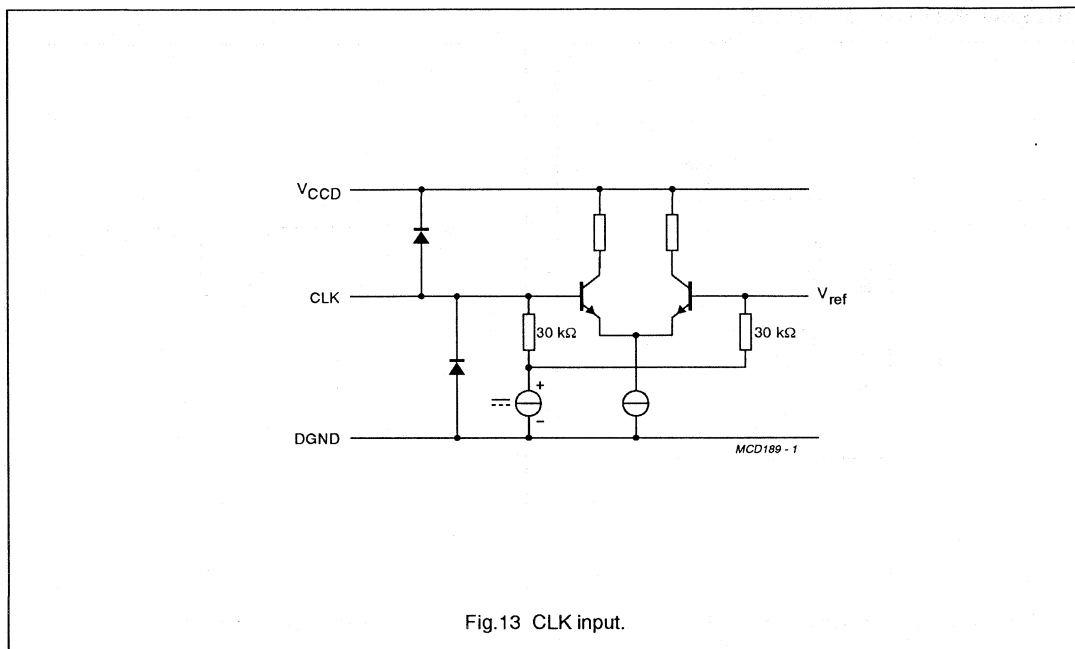 VCCD
CLK
30 kΩ
30 kΩ
Vref
+
−
DGND
MCD189 - 1
Fig.13 CLK input.